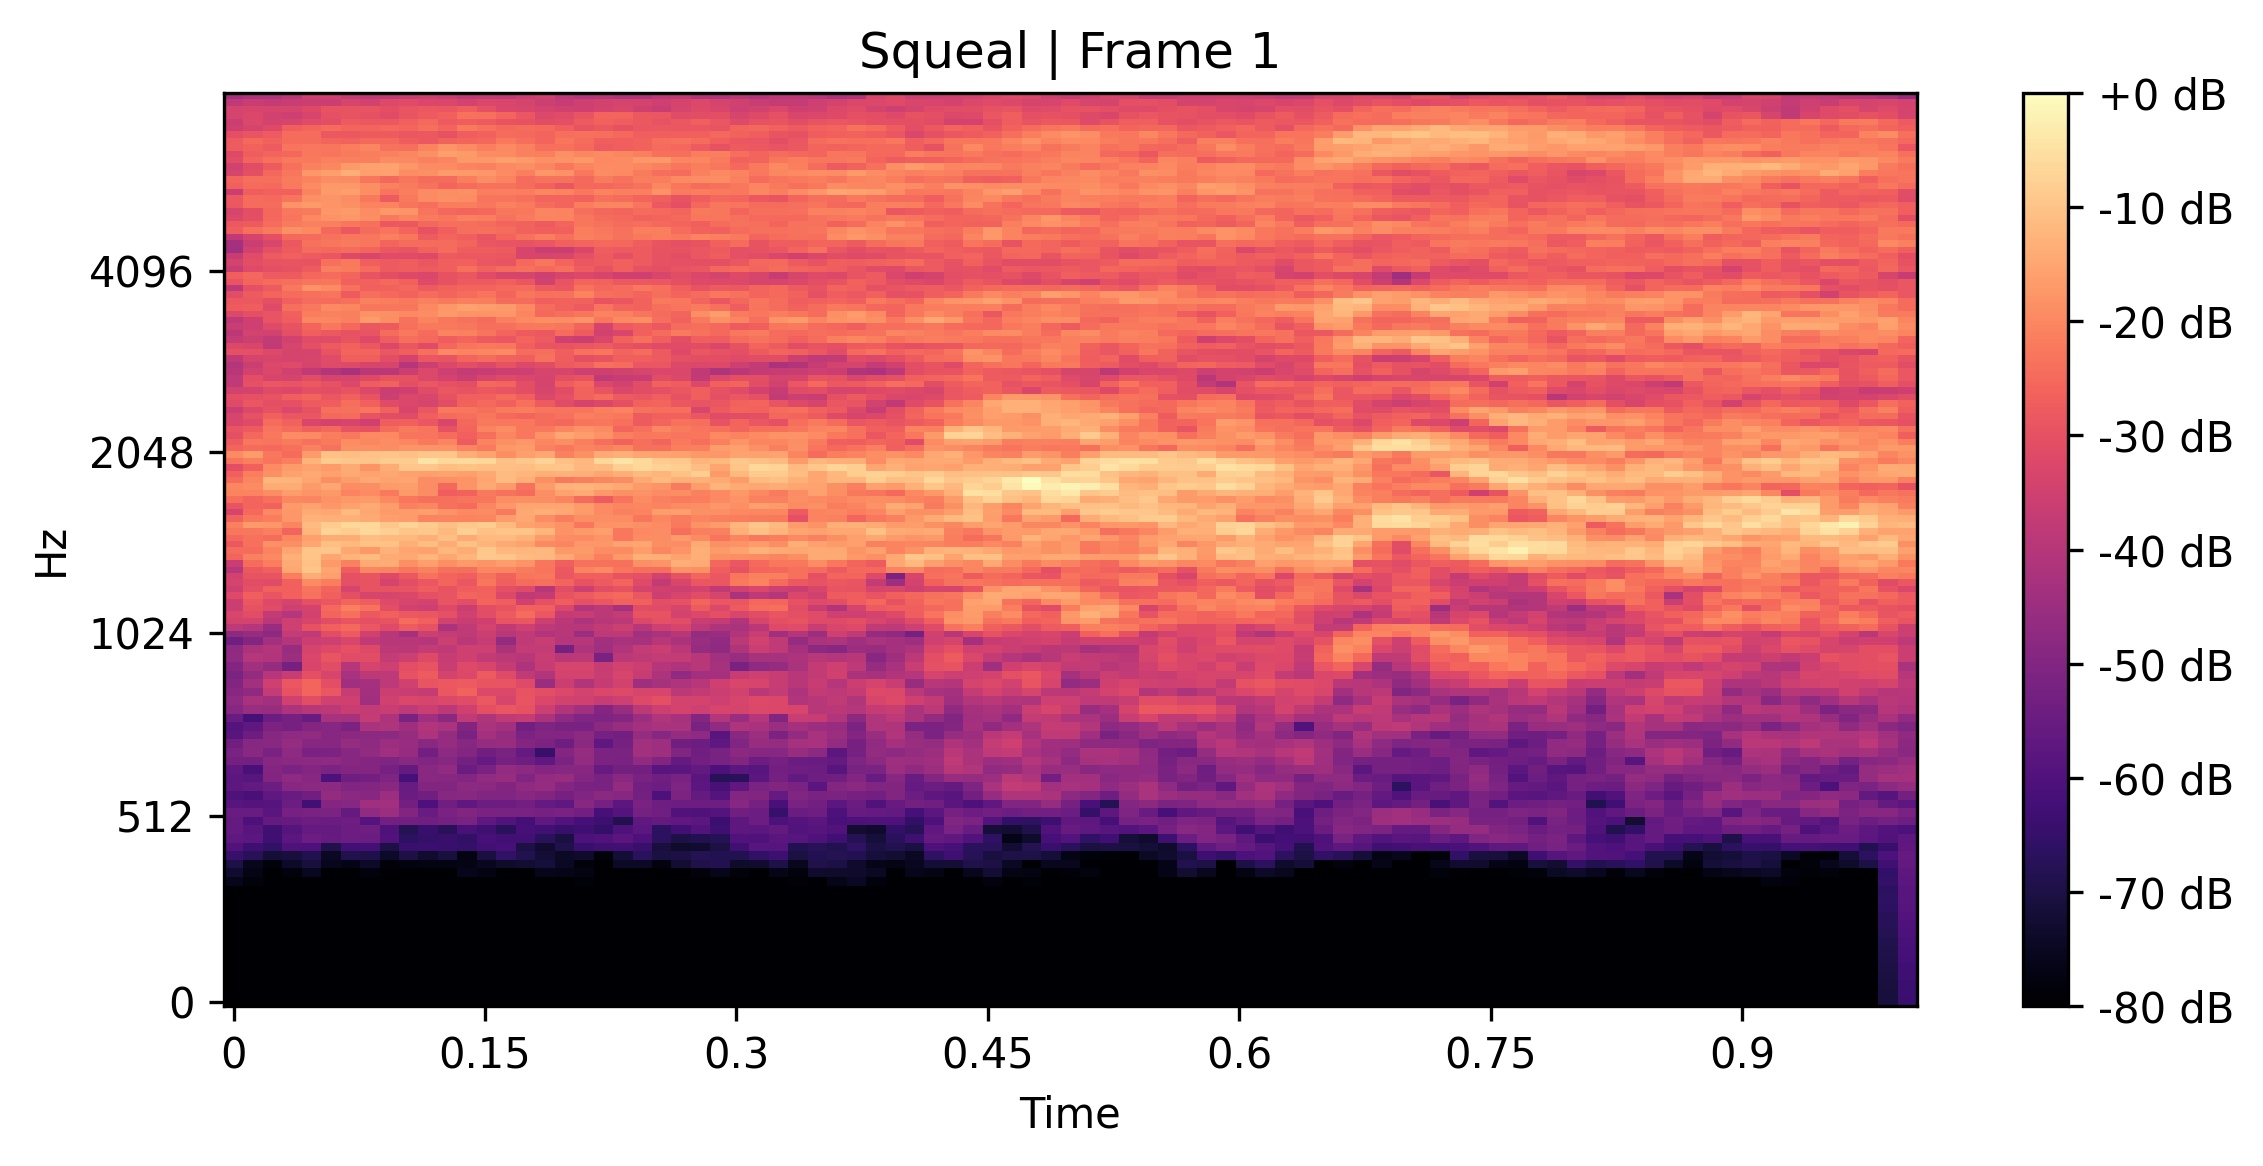 Squeal | Frame 1
Hz
4096
2048
1024
512
0
0 0.15 0.3 0.45 0.6 0.75 0.9
Time
+0 dB
-10 dB
-20 dB
-30 dB
-40 dB
-50 dB
-60 dB
-70 dB
-80 dB